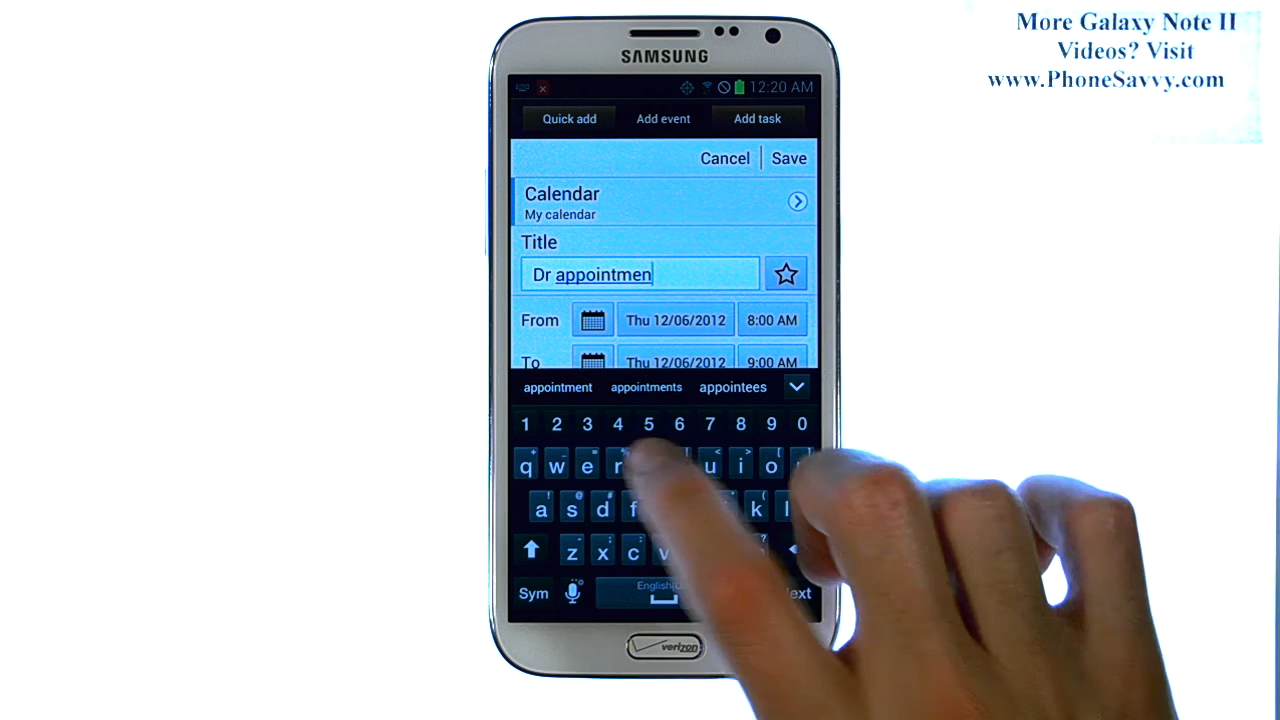 More Galaxy Note II
Videos? Visit
www.PhoneSavvy.com
SAMSUNG
12:20 AM
Quick add Add event Add task
Cancel Save
Calendar
My calendar
Title
Dr appointmen
From Thu 12/06/2012 8:00 AM
To Thu 12/06/2012 9:00 AM
appointment appointments appointees
1 2 3 4 5 6 7 8 9 0
q w e r u i o
a s d f k l
z x c v
Sym English(U
verizon